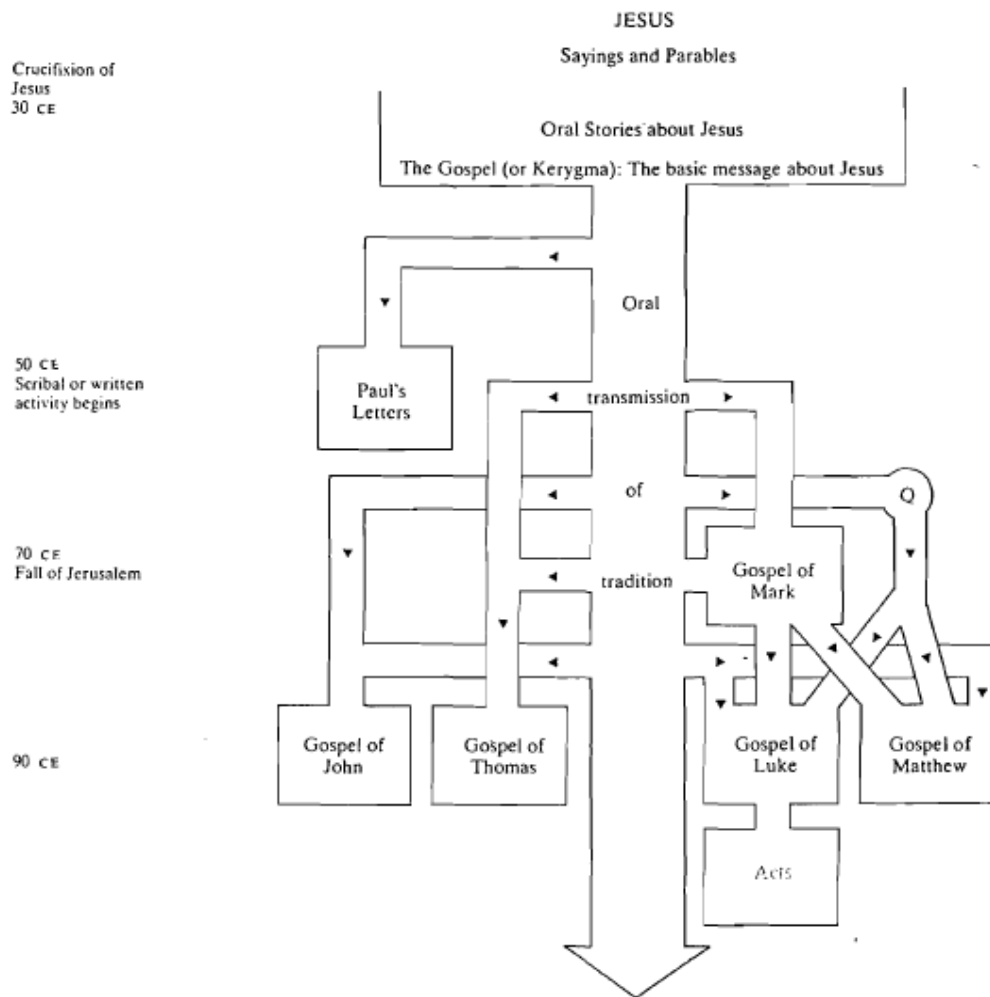 JESUS
Sayings and Parables
Crucifixion of
Jesus
30 CE
Oral Stories about Jesus
The Gospel (or Kerygma): The basic message about Jesus
Oral
50 CE
Scribal or written
activity begins
Paul's
Letters
transmission
of
Q
70 CE
Fall of Jerusalem
tradition
Gospel of
Mark
90 CE
Gospel of
John
Gospel of
Thomas
Gospel of
Luke
Gospel of
Matthew
Acts